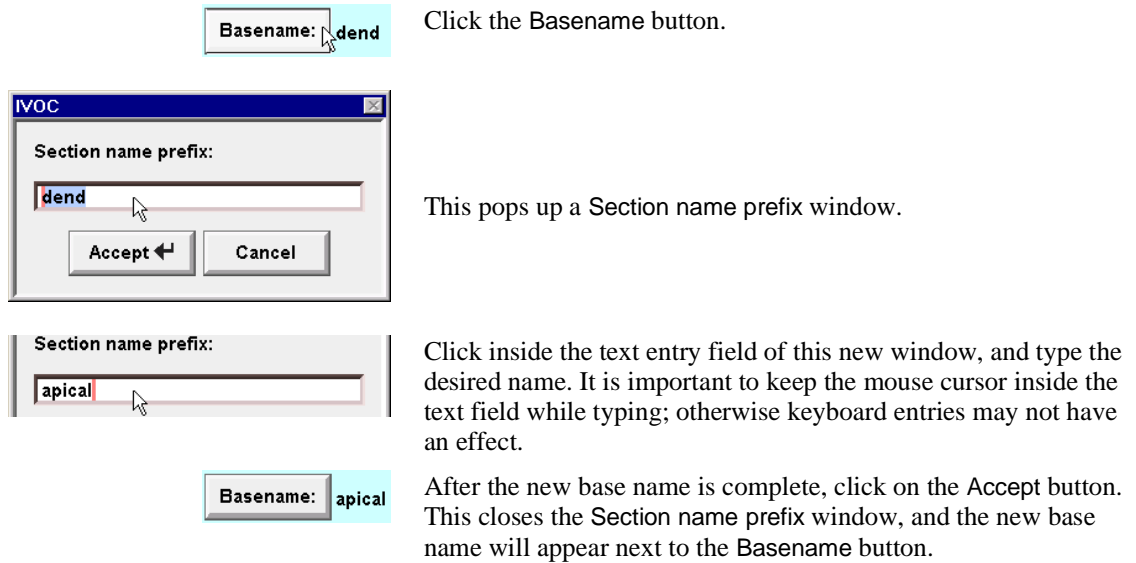 Basename: dend
Click the Basename button.
IVOC
Section name prefix:
dend
Accept Cancel
This pops up a Section name prefix window.
Section name prefix:
apical
Click inside the text entry field of this new window, and type the
desired name. It is important to keep the mouse cursor inside the
text field while typing; otherwise keyboard entries may not have
an effect.
Basename: apical
After the new base name is complete, click on the Accept button.
This closes the Section name prefix window, and the new base
name will appear next to the Basename button.